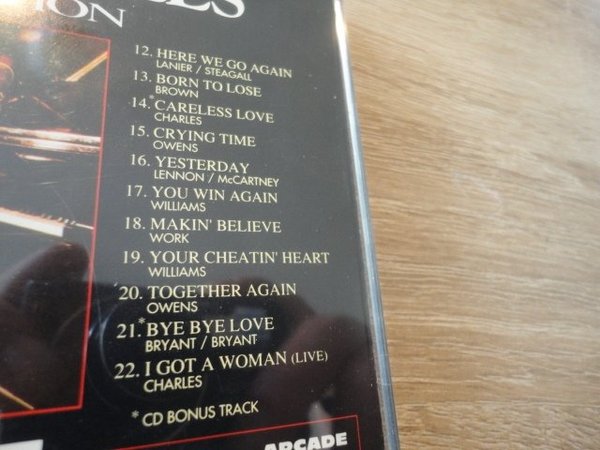 TION
12. HERE WE GO AGAIN
LANIER / STEAGALL
13. BORN TO LOSE
BROWN
14.*CARELESS LOVE
CHARLES
15. CRYING TIME
OWENS
16. YESTERDAY
LENNON / McCARTNEY
17. YOU WIN AGAIN
WILLIAMS
18. MAKIN' BELIEVE
WORK
19. YOUR CHEATIN' HEART
WILLIAMS
20. TOGETHER AGAIN
OWENS
21.*BYE BYE LOVE
BRYANT / BRYANT
22. I GOT A WOMAN (LIVE)
CHARLES
* CD BONUS TRACK
ARCADE